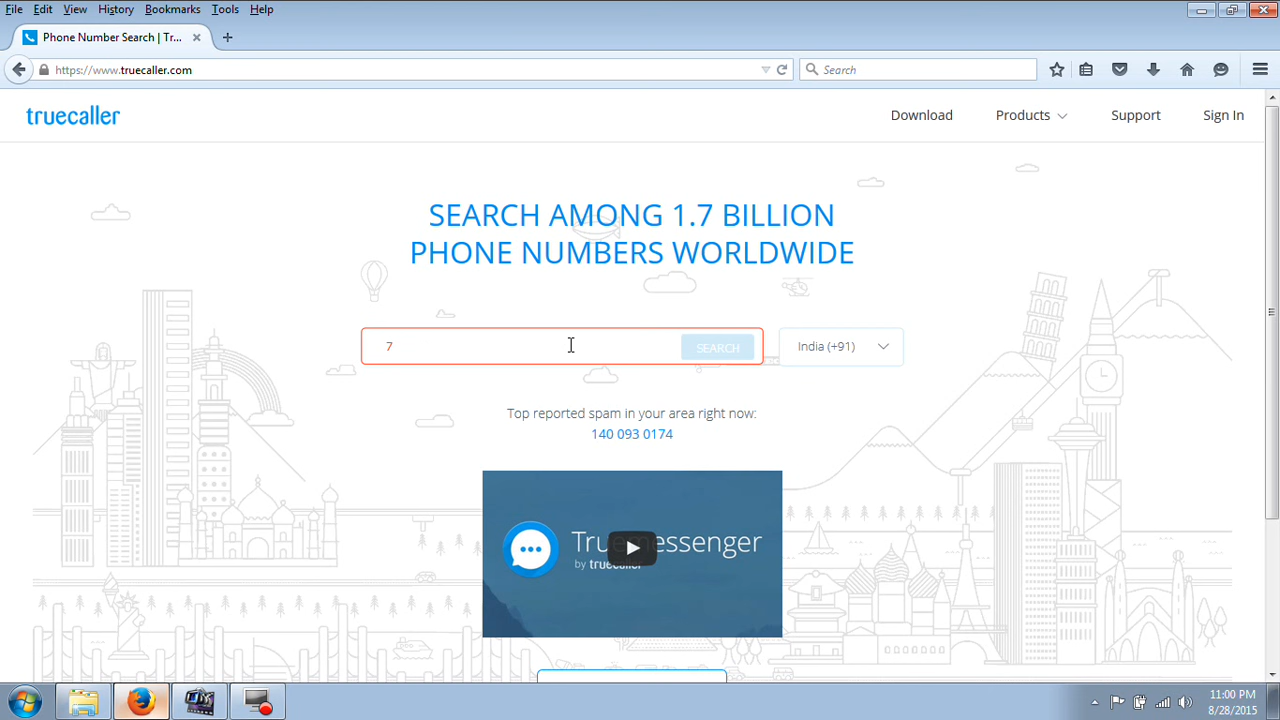 File Edit View History Bookmarks Tools Help
Phone Number Search | Tr...
https://www.truecaller.com
Search
truecaller
Download Products Support Sign In
SEARCH AMONG 1.7 BILLION
PHONE NUMBERS WORLDWIDE
7
SEARCH
India (+91)
Top reported spam in your area right now:
140 093 0174
Truemessenger
by truecaller
11:00 PM
8/28/2015